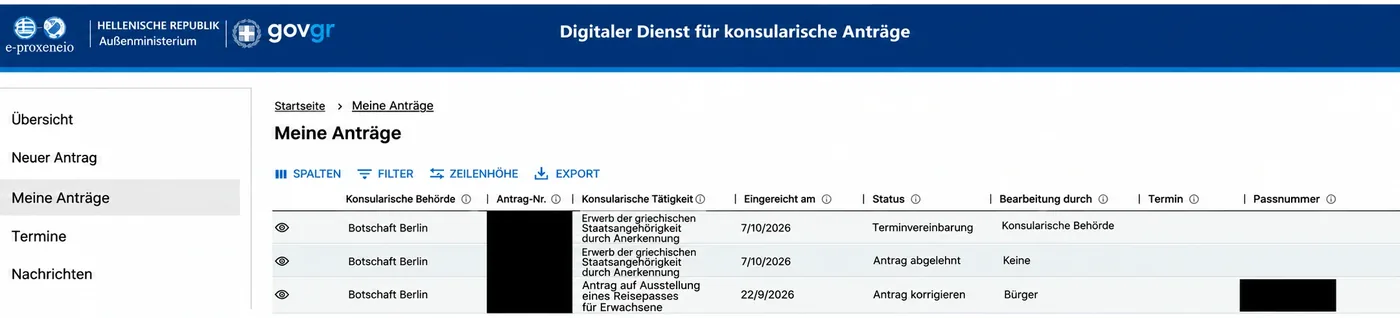 e-proxeneio
HELLENISCHE REPUBLIK
Außenministerium
govgr
Digitaler Dienst für konsularische Anträge
Übersicht
Neuer Antrag
Meine Anträge
Termine
Nachrichten
Startseite › Meine Anträge
Meine Anträge
SPALTEN FILTER ZEILENHÖHE EXPORT
Konsularische Behörde Antrag-Nr. Konsularische Tätigkeit Eingereicht am Status Bearbeitung durch Termin Passnummer
Botschaft Berlin
Erwerb der griechischen
Staatsangehörigkeit
durch Anerkennung
7/10/2026 Terminvereinbarung Konsularische Behörde
Botschaft Berlin
Erwerb der griechischen
Staatsangehörigkeit
durch Anerkennung
7/10/2026 Antrag abgelehnt Keine
Botschaft Berlin
Antrag auf Ausstellung
eines Reisepasses
für Erwachsene
22/9/2026 Antrag korrigieren Bürger